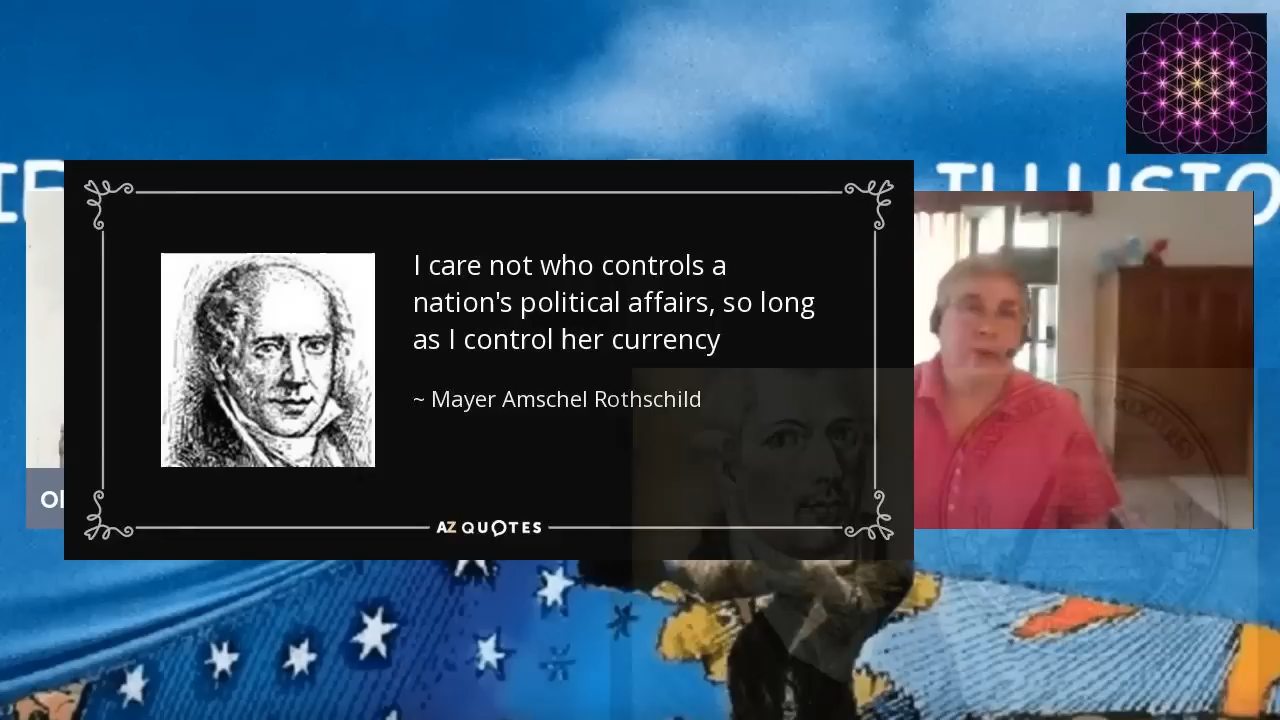 I care not who controls a
nation's political affairs, so long
as I control her currency
~ Mayer Amschel Rothschild
AZ QUOTES